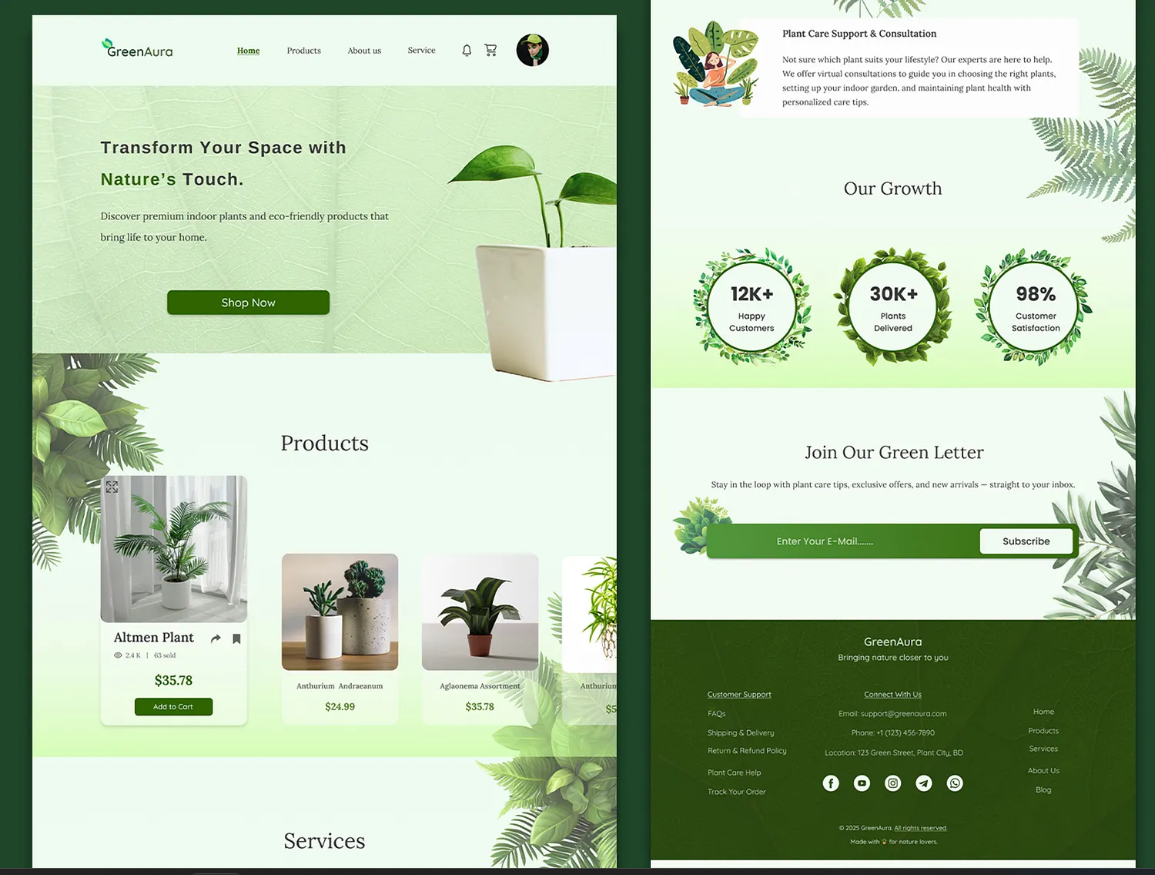 GreenAura
Home Products About us Service
Transform Your Space with
Nature's Touch.
Discover premium indoor plants and eco-friendly products that
bring life to your home.
Shop Now
Products
Altmen Plant
2.4 K | 63 sold
$35.78
Add to Cart
Anthurium Andraeanum
$24.99
Aglaonema Assortment
$35.78
Anthurium
$5
Services
Plant Care Support & Consultation
Not sure which plant suits your lifestyle? Our experts are here to help.
We offer virtual consultations to guide you in choosing the right plants,
setting up your indoor garden, and maintaining plant health with
personalized care tips.
Our Growth
12K+
Happy
Customers
30K+
Plants
Delivered
98%
Customer
Satisfaction
Join Our Green Letter
Stay in the loop with plant care tips, exclusive offers, and new arrivals — straight to your inbox.
Enter Your E-Mail.......
Subscribe
GreenAura
Bringing nature closer to you
Customer Support
FAQs
Shipping & Delivery
Return & Refund Policy
Plant Care Help
Track Your Order
Connect With Us
Email: support@greenaura.com
Phone: +1 (123) 456-7890
Location: 123 Green Street, Plant City, BD
Home
Products
Services
About Us
Blog
© 2025 GreenAura. All rights reserved.
Made with for nature lovers.